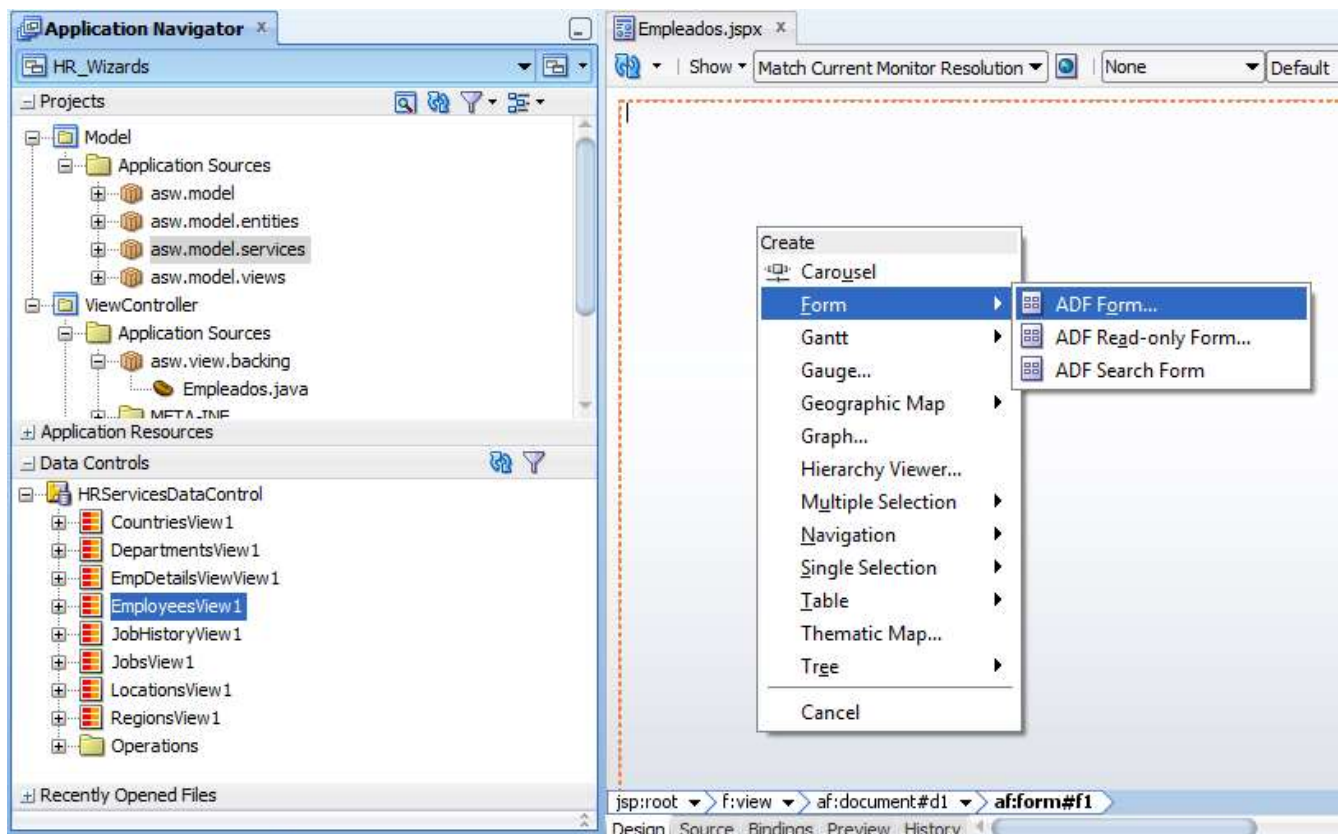 Application Navigator
HR_Wizards
Projects
Model
Application Sources
asw.model
asw.model.entities
asw.model.services
asw.model.views
ViewController
Application Sources
asw.view.backing
Empleados.java
META-INF
Application Resources
Data Controls
HRServicesDataControl
CountriesView1
DepartmentsView1
EmpDetailsViewView1
EmployeesView1
JobHistoryView1
JobsView1
LocationsView1
RegionsView1
Operations
Recently Opened Files
Empleados.jspx
Show Match Current Monitor Resolution None Default
Create
Carousel
Form
Gantt
Gauge...
Geographic Map
Graph...
Hierarchy Viewer...
Multiple Selection
Navigation
Single Selection
Table
Thematic Map...
Tree
Cancel
ADF Form...
ADF Read-only Form...
ADF Search Form
jsp:root f:view af:document#d1 af:form#f1
Design Source Bindings Preview History